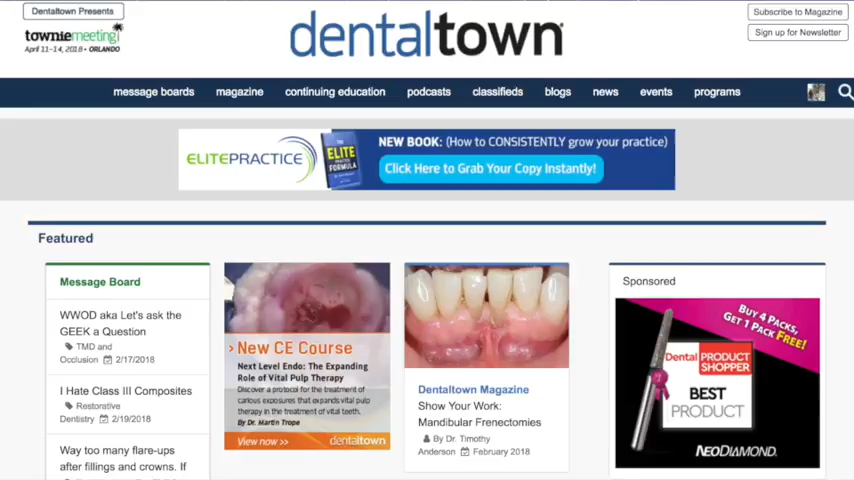 Dentaltown Presents
towniemeeting
April 11-14, 2018 • ORLANDO
dentaltown
Subscribe to Magazine
Sign up for Newsletter
message boards
magazine
continuing education
podcasts
classifieds
blogs
news
events
programs
ELITEPRACTICE
THE
ELITE
PRACTICE
FORMULA
NEW BOOK: (How to CONSISTENTLY grow your practice)
Click Here to Grab Your Copy Instantly!
Featured
Message Board
WWOD aka Let's ask the
GEEK a Question
TMD and
Occlusion 2/17/2018
I Hate Class III Composites
Restorative
Dentistry 2/19/2018
Way too many flare-ups
after fillings and crowns. If
› New CE Course
Next Level Endo: The Expanding
Role of Vital Pulp Therapy
Discover a protocol for the treatment of
carious exposures that expands vital pulp
therapy in the treatment of vital teeth.
By Dr. Martin Trope
View now >>
dentaltown
Dentaltown Magazine
Show Your Work:
Mandibular Frenectomies
By Dr. Timothy
Anderson February 2018
Sponsored
BUY 4 PACKS,
GET 1 PACK FREE!
Dental PRODUCT
SHOPPER
BEST
PRODUCT
NEODIAMOND